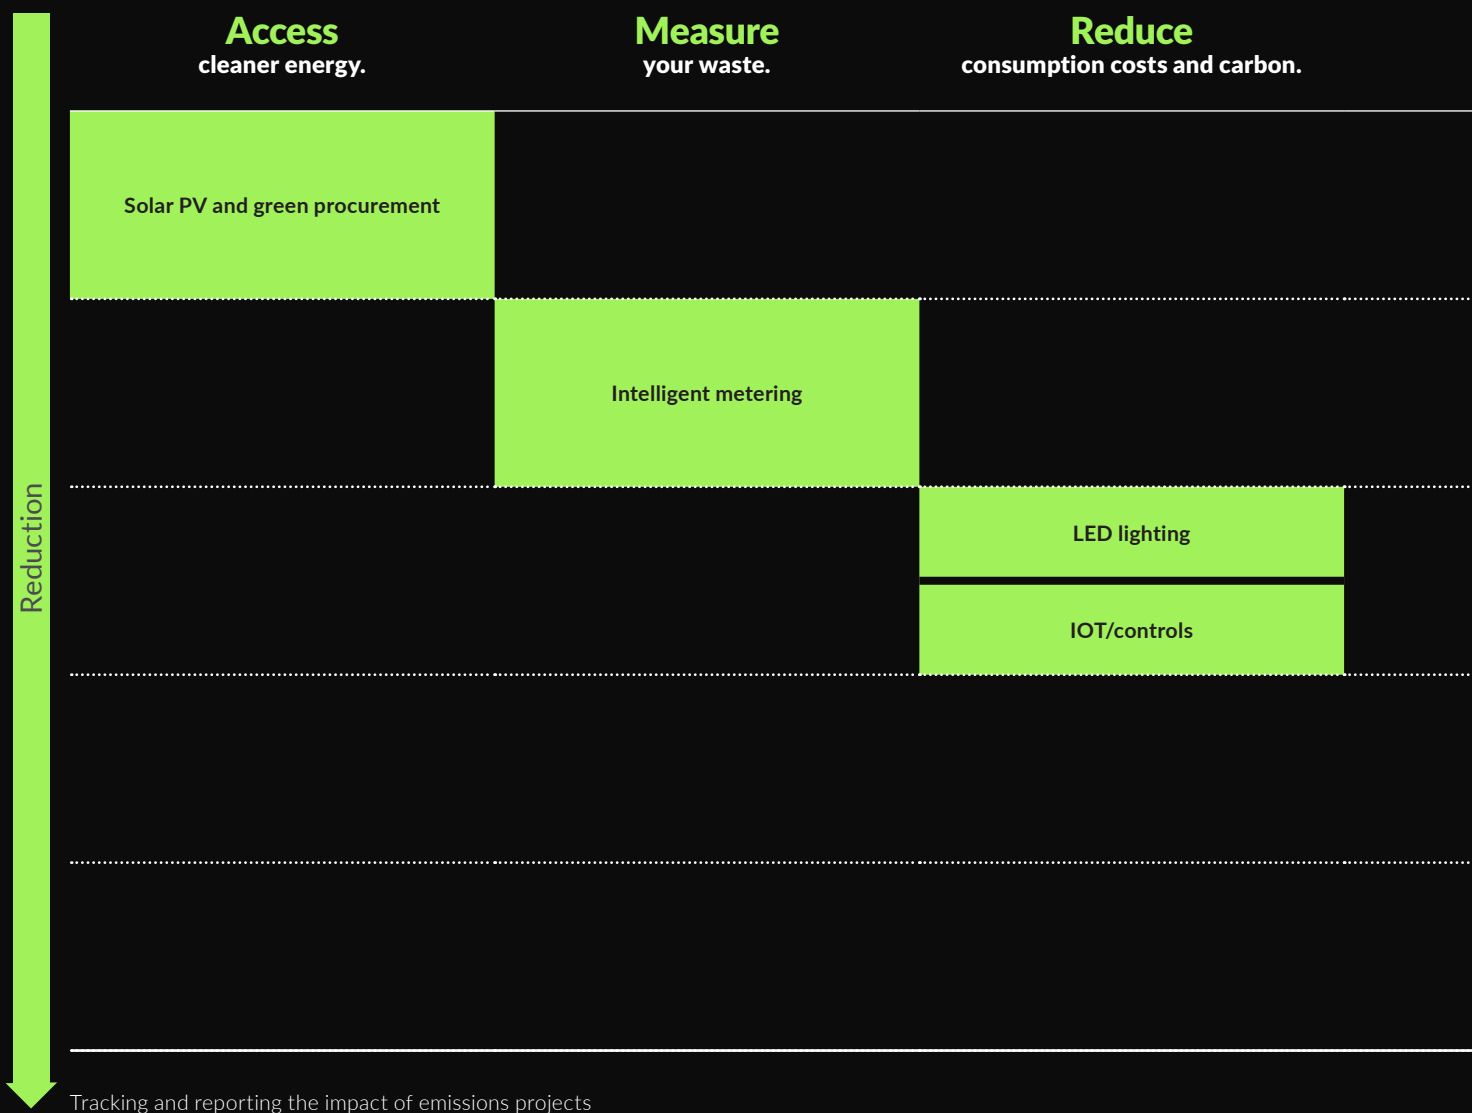 Access
cleaner energy.
Measure
your waste.
Reduce
consumption costs and carbon.
Solar PV and green procurement
Intelligent metering
LED lighting
IOT/controls
Reduction
Tracking and reporting the impact of emissions projects